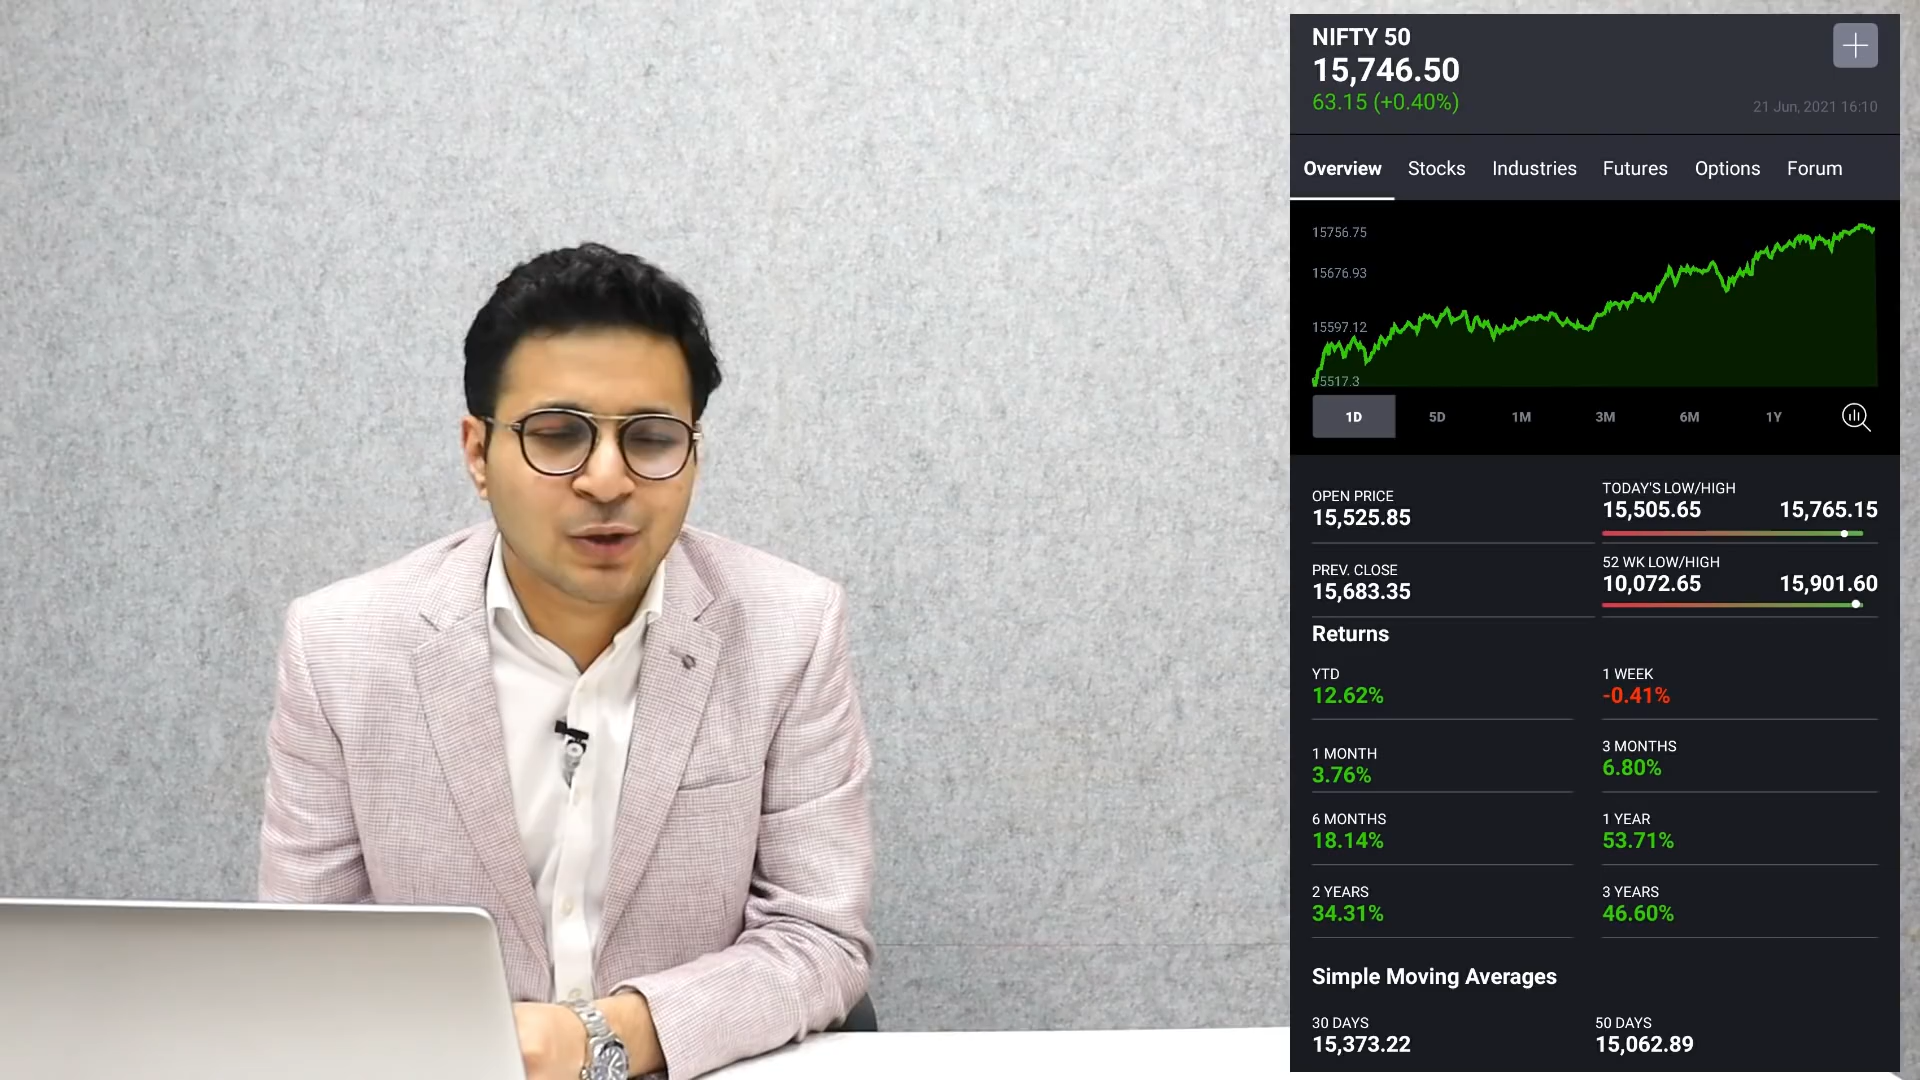 NIFTY 50
15,746.50
63.15 (+0.40%)
21 Jun, 2021 16:10
Overview Stocks Industries Futures Options Forum
15756.75
15676.93
15597.12
5517.3
1D 5D 1M 3M 6M 1Y
OPEN PRICE
15,525.85
TODAY'S LOW/HIGH
15,505.65 15,765.15
PREV. CLOSE
15,683.35
52 WK LOW/HIGH
10,072.65 15,901.60
Returns
YTD
12.62%
1 WEEK
-0.41%
1 MONTH
3.76%
3 MONTHS
6.80%
6 MONTHS
18.14%
1 YEAR
53.71%
2 YEARS
34.31%
3 YEARS
46.60%
Simple Moving Averages
30 DAYS
15,373.22
50 DAYS
15,062.89